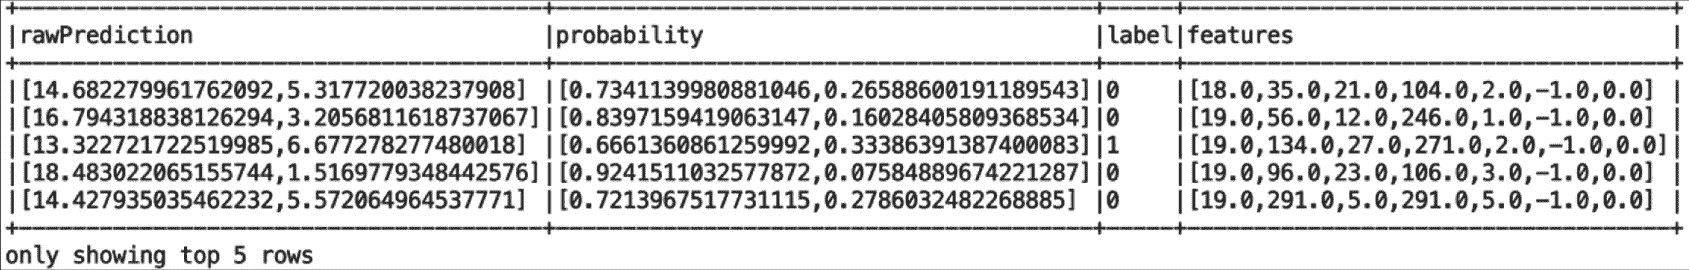 +----------------------------------------+-----------------------------------------+-----+------------------------------------+
|rawPrediction                           |probability                              |label|features                            |
+----------------------------------------+-----------------------------------------+-----+------------------------------------+
|[14.682279961762092,5.317720038237908] |[0.7341139980881046,0.26588600191189543]|0    |[18.0,35.0,21.0,104.0,2.0,-1.0,0.0] |
|[16.794318838126294,3.2056811618737067]|[0.8397159419063147,0.16028405809368534]|0    |[19.0,56.0,12.0,246.0,1.0,-1.0,0.0] |
|[13.322721722519985,6.677278277480018] |[0.6661360861259992,0.33386391387400083]|1    |[19.0,134.0,27.0,271.0,2.0,-1.0,0.0]|
|[18.483022065155744,1.5169779348442576]|[0.9241511032577872,0.07584889674221287]|0    |[19.0,96.0,23.0,106.0,3.0,-1.0,0.0] |
|[14.427935035462232,5.572064964537771] |[0.7213967517731115,0.2786032482268885] |0    |[19.0,291.0,5.0,291.0,5.0,-1.0,0.0] |
+----------------------------------------+-----------------------------------------+-----+------------------------------------+
only showing top 5 rows